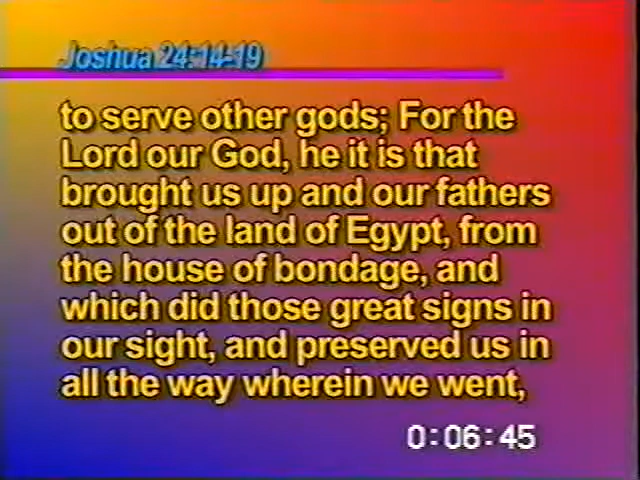 Joshua 24:14-19
to serve other gods; For the
Lord our God, he it is that
brought us up and our fathers
out of the land of Egypt, from
the house of bondage, and
which did those great signs in
our sight, and preserved us in
all the way wherein we went,
0:06:45